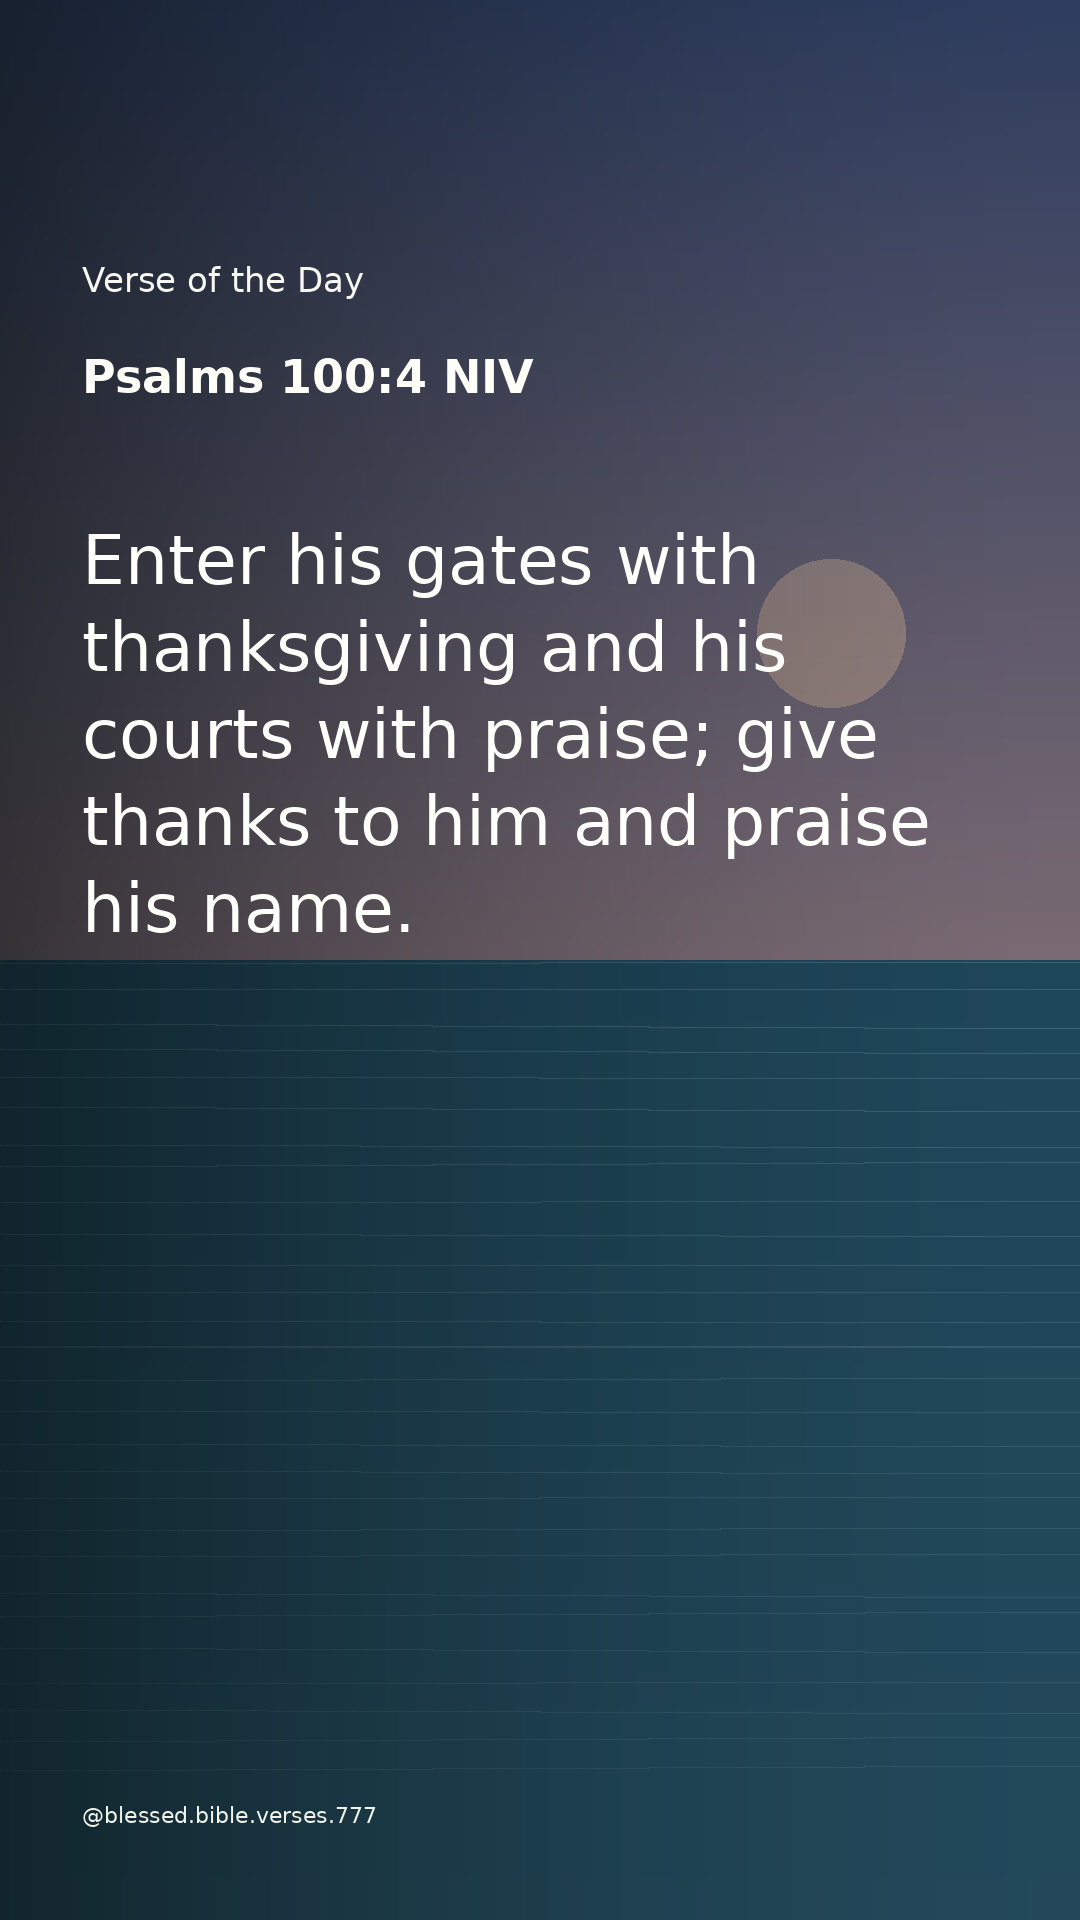 Verse of the Day
Psalms 100:4 NIV
Enter his gates with
thanksgiving and his
courts with praise; give
thanks to him and praise
his name.
@blessed.bible.verses.777